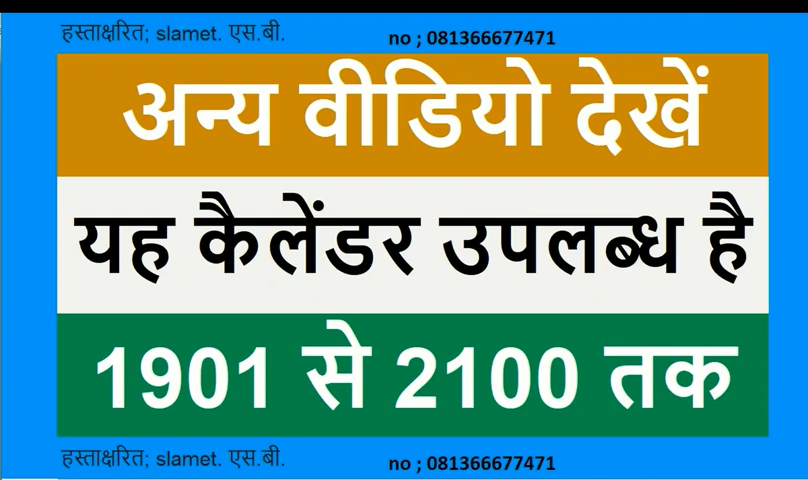 हस्ताक्षरित; slamet. एस.बी. no ; 081366677471
अन्य वीडियो देखें
यह कैलेंडर उपलब्ध है
1901 से 2100 तक
हस्ताक्षरित; slamet. एस.बी. no ; 081366677471